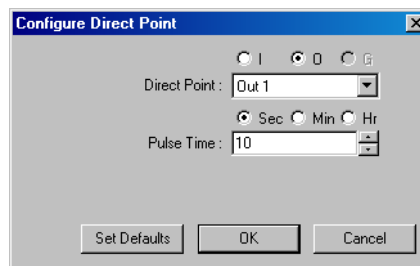 Configure Direct Point
I O G
Direct Point : Out 1
Sec Min Hr
Pulse Time : 10
Set Defaults OK Cancel